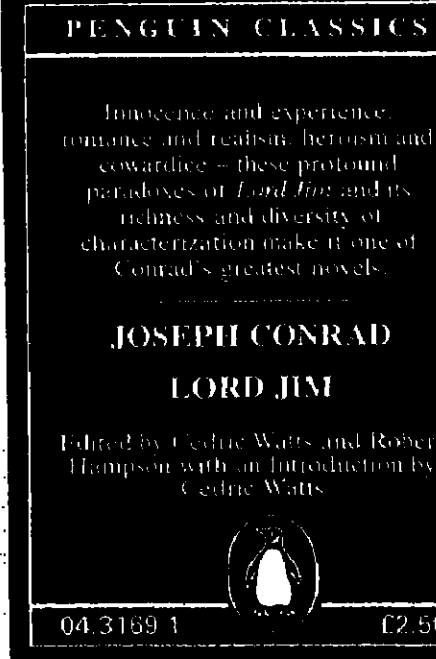 PENGUIN CLASSICS
Innocence and experience,
romance and realism, heroism and
cowardice – these profound
paradoxes of Lord Jim and its
richness and diversity of
characterization make it one of
Conrad's greatest novels.
JOSEPH CONRAD
LORD JIM
Edited by Cedric Watts and Robert
Hampson with an Introduction by
Cedric Watts
04.3169 1 £2.50